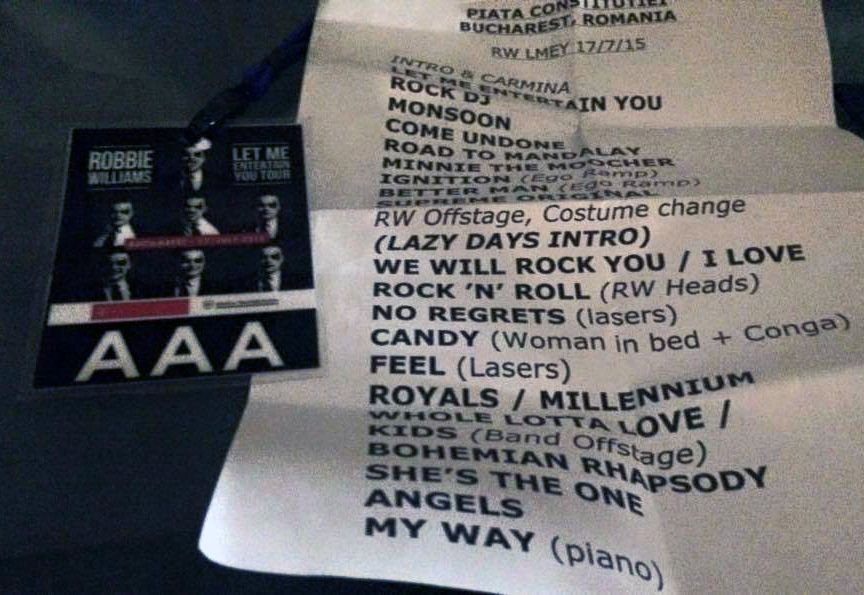 PIATA CONSTITUTIEI
BUCHAREST, ROMANIA
RW LMEY 17/7/15
INTRO & CARMINA
LET ME ENTERTAIN YOU
ROCK DJ
MONSOON
COME UNDONE
ROAD TO MANDALAY
MINNIE THE MOOCHER
IGNITION (Ego Ramp)
BETTER MAN (Ego Ramp)
SUPREME ORIGINAL
RW Offstage, Costume change
(LAZY DAYS INTRO)
WE WILL ROCK YOU / I LOVE
ROCK 'N' ROLL (RW Heads)
NO REGRETS (lasers)
CANDY (Woman in bed + Conga)
FEEL (Lasers)
ROYALS / MILLENNIUM
WHOLE LOTTA LOVE /
KIDS (Band Offstage)
BOHEMIAN RHAPSODY
SHE'S THE ONE
ANGELS
MY WAY (piano)
ROBBIE
WILLIAMS
LET ME
ENTERTAIN
YOU TOUR
AAA